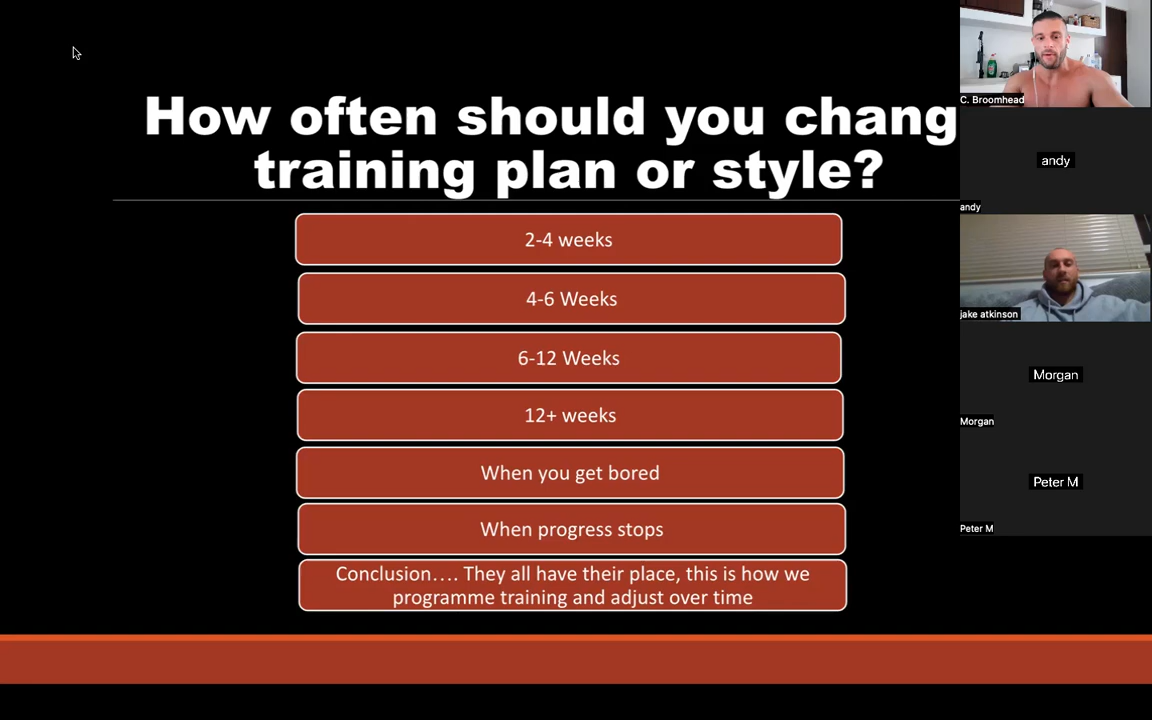 How often should you chang
training plan or style?
2-4 weeks
4-6 Weeks
6-12 Weeks
12+ weeks
When you get bored
When progress stops
Conclusion.... They all have their place, this is how we
programme training and adjust over time
C. Broomhead
andy
andy
jake atkinson
Morgan
Morgan
Peter M
Peter M